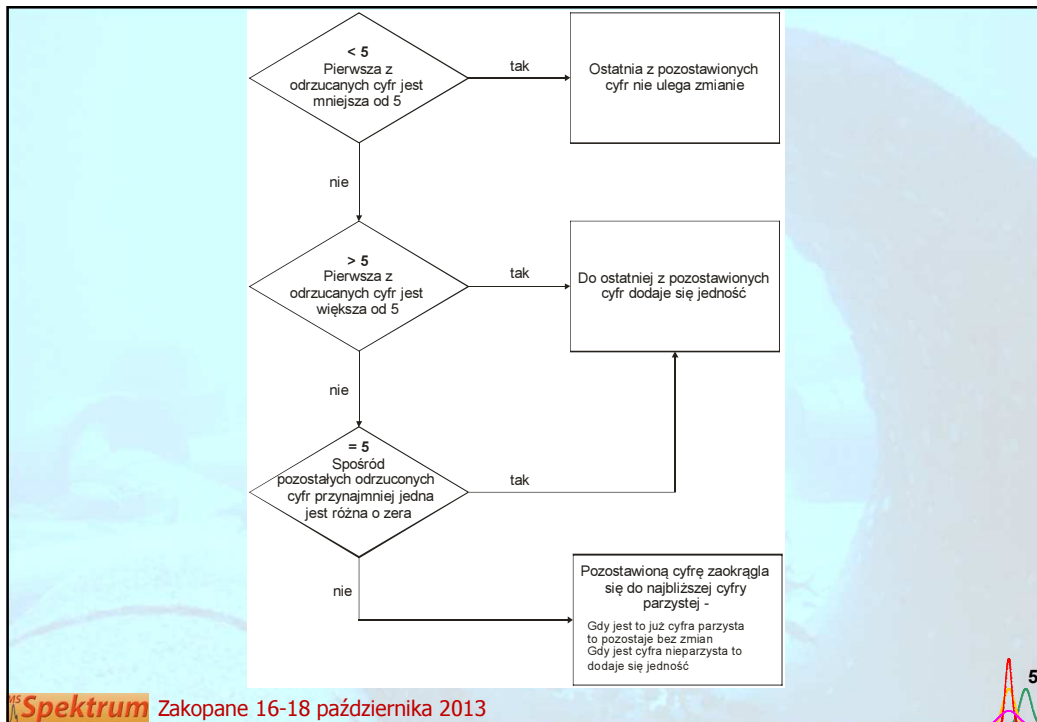 < 5
Pierwsza z
odrzucanych cyfr jest
mniejsza od 5
tak
Ostatnia z pozostawionych
cyfr nie ulega zmianie
nie
> 5
Pierwsza z
odrzucanych cyfr jest
większa od 5
tak
Do ostatniej z pozostawionych
cyfr dodaje się jedność
nie
= 5
Spośród
pozostałych odrzuconych
cyfr przynajmniej jedna
jest różna o zera
tak
nie
Pozostawioną cyfrę zaokrągla
się do najbliższej cyfry
parzystej -
Gdy jest to już cyfra parzysta
to pozostaje bez zmian
Gdy jest cyfra nieparzysta to
dodaje się jedność
MS Spektrum Zakopane 16-18 października 2013
5